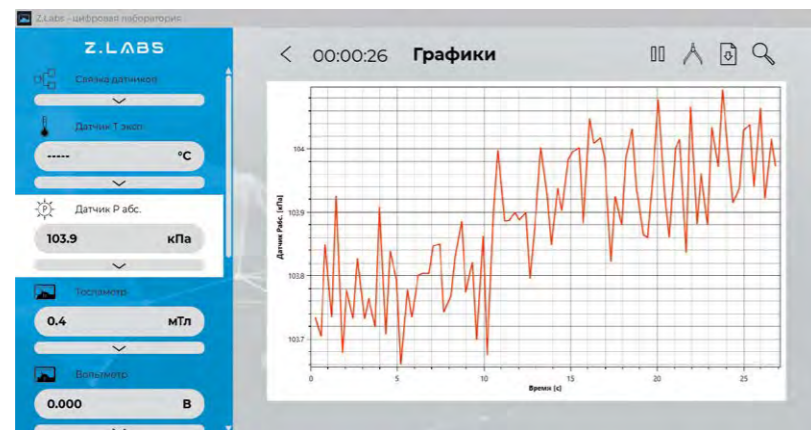 Z.Labs - цифровая лаборатория
Z.LABS
Связка датчиков
Датчик Т эксп.
----- °C
Датчик P абс.
103.9 кПа
Тесламетр
0.4 мТл
Вольтметр
0.000 В
00:00:26 Графики
Датчик Pабс. [кПа]
104
103.9
103.8
103.7
0 5 10 15 20 25
Время [с]